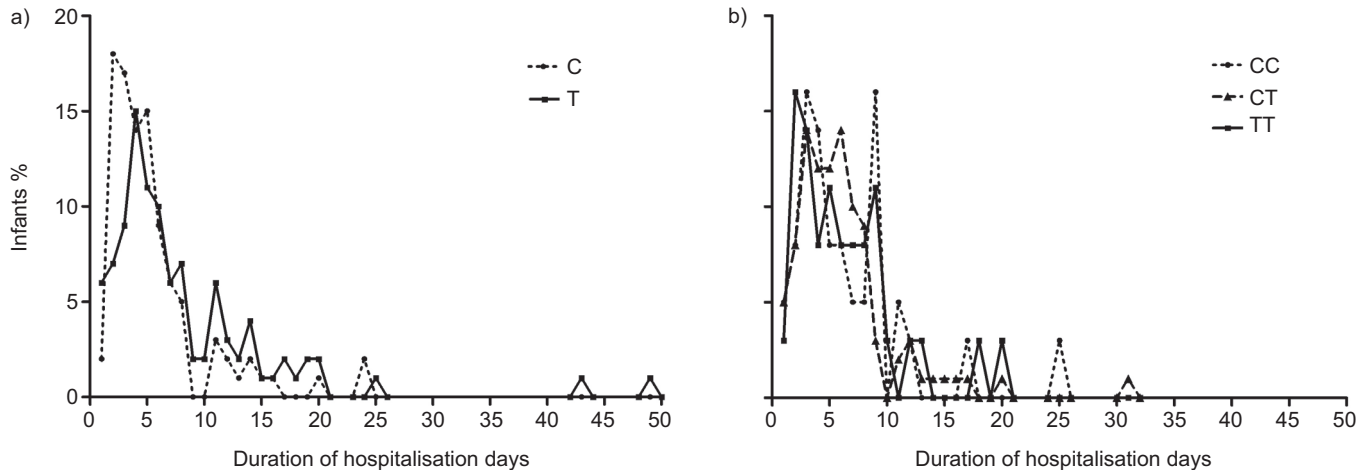 a)
20
15
10
5
0
Infants %
C
T
0 5 10 15 20 25 30 35 40 45 50
Duration of hospitalisation days
b)
CC
CT
TT
0 5 10 15 20 25 30 35 40 45 50
Duration of hospitalisation days